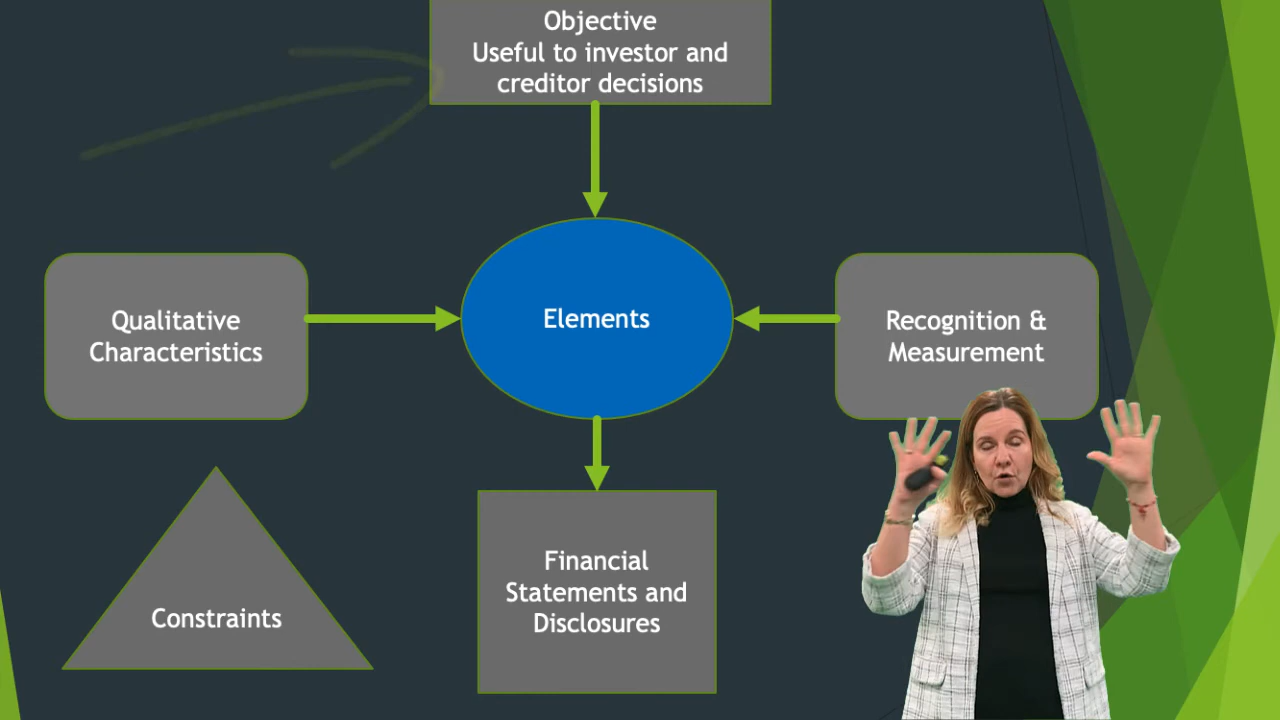 Objective
Useful to investor and
creditor decisions
Qualitative
Characteristics
Elements
Recognition &
Measurement
Constraints
Financial
Statements and
Disclosures